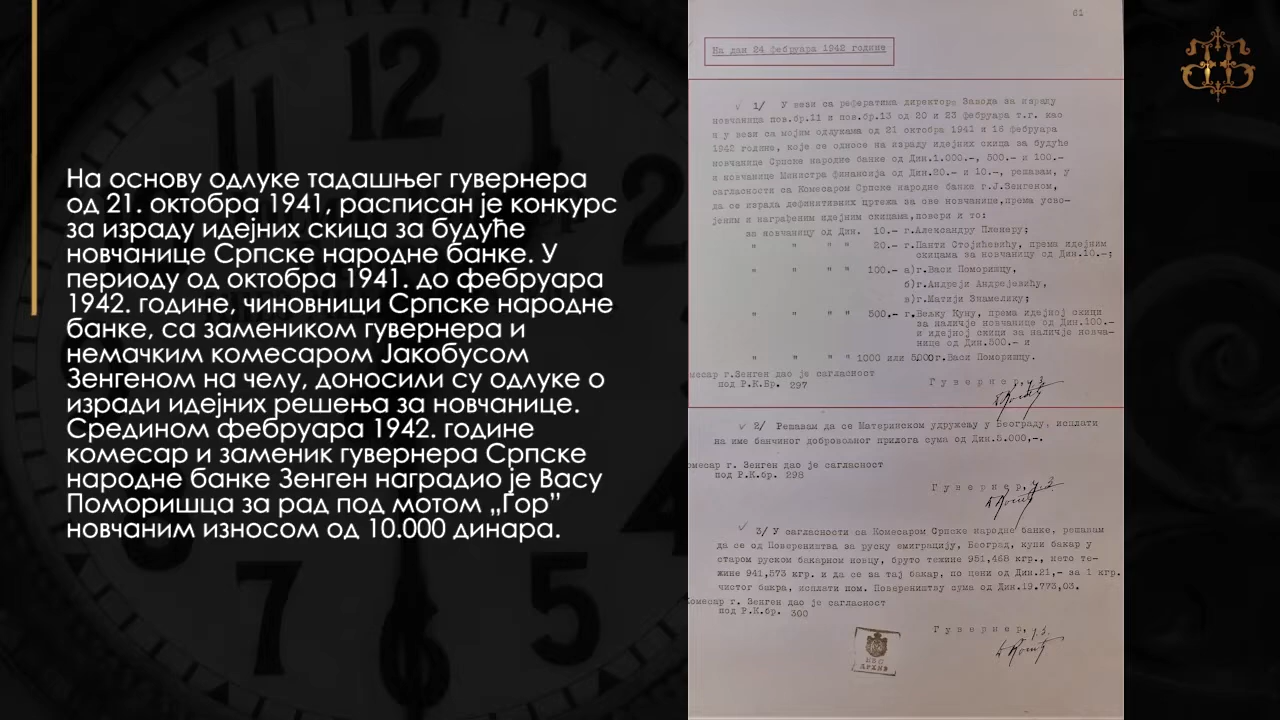 На основу одлуке тадашњег гувернера
од 21. октобра 1941, расписан је конкурс
за израду идејних скица за будуће
новчанице Српске народне банке. У
периоду од октобра 1941. до фебруара
1942. године, чиновници Српске народне
банке, са замеником гувернера и
немачким комесаром Јакобусом
Зенгеном на челу, доносили су одлуке о
изради идејних решења за новчанице.
Средином фебруара 1942. године
комесар и заменик гувернера Српске
народне банке Зенген наградио је Васу
Поморишца за рад под мотом „Гор”
новчаним износом од 10.000 динара.
61
На дан 24 фебруара 1942 године
1/ У вези са рефератима директора Завода за израду
новчаница пов.бр.11 и пов.бр.13 од 20 и 23 фебруара т.г. као
и у вези са мојим одлукама од 21 октобра 1941 и 16 фебруара
1942 године, које се односе на израду идејних скица за будуће
новчанице Српске народне банке од Дин.1.000.-, 500.- и 100.-
и новчанице Министра финансија од Дин.20.- и 10.-, решавам, у
сагласности са Комесаром Српске народне банке г.Ј.Зенгеном,
да се израда дефинитивних цртежа за ове новчанице,према усво-
јеним и награђеним идејним скицама,повери и то:
за новчаницу од Дин. 10.- г.Александру Пленеру;
" " " " 20.- г.Панти Стојићевићу, према идејним
скицама за новчаницу од Дин.10.-;
" " " " 100.- а)г.Васи Поморишцу,
б)г.Андреји Андрејевићу,
в)г.Матији Знамелику;
" " " " 500.- г.Вељку Куну, према идејној скици
за наличје новчанице од Дин.100.-
и идејној скици за наличје новча-
нице од Дин.500.- и
" " " " 1000 или 5000г.Васи Поморишцу.
месар г.Зенген дао је сагласност
под Р.К.Бр. 297
Гувернер, у.з.
2/ Решавам да се Материнском удружењу у Београду, исплати
на име банчиног добровољног прилога сума од Дин.5.000,-.
омесар г. Зенген дао је сагласност
под Р.К.бр. 298
Гувернер, у.з.
3/ У сагласности са Комесаром Српске народне банке, решавам
да се од Повереништва за руску емиграцију, Београд, купи бакар у
старом руском бакарном новцу, бруто тежине 951,468 кгр., нето те-
жине 941,573 кгр. и да се за тај бакар, по цени од Дин.21,- за 1 кгр.
чистог бакра, исплати пом. Повереништву сума од Дин.19.773,03.
Комесар г. Зенген дао је сагласност
под Р.К.бр. 300
Гувернер, у.з.
АРХИВ